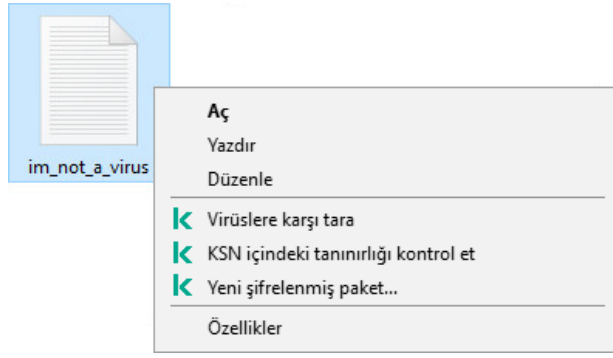 im_not_a_virus
Aç
Yazdır
Düzenle
Virüslere karşı tara
KSN içindeki tanınırlığı kontrol et
Yeni şifrelenmiş paket...
Özellikler